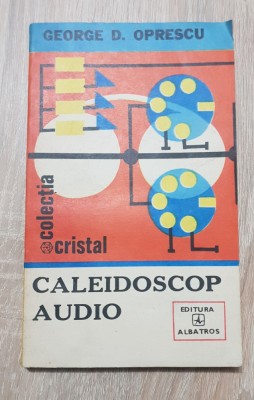 GEORGE D. OPRESCU
colecția
cristal
CALEIDOSCOP
AUDIO
EDITURA
ALBATROS